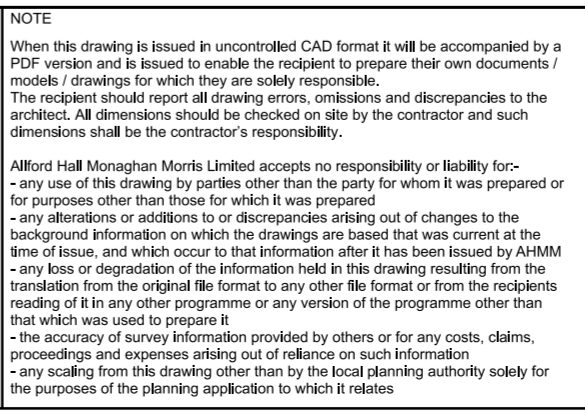 NOTE
When this drawing is issued in uncontrolled CAD format it will be accompanied by a
PDF version and is issued to enable the recipient to prepare their own documents /
models / drawings for which they are solely responsible.
The recipient should report all drawing errors, omissions and discrepancies to the
architect. All dimensions should be checked on site by the contractor and such
dimensions shall be the contractor's responsibility.
Allford Hall Monaghan Morris Limited accepts no responsibility or liability for:-
- any use of this drawing by parties other than the party for whom it was prepared or
for purposes other than those for which it was prepared
- any alterations or additions to or discrepancies arising out of changes to the
background information on which the drawings are based that was current at the
time of issue, and which occur to that information after it has been issued by AHMM
- any loss or degradation of the information held in this drawing resulting from the
translation from the original file format to any other file format or from the recipients
reading of it in any other programme or any version of the programme other than
that which was used to prepare it
- the accuracy of survey information provided by others or for any costs, claims,
proceedings and expenses arising out of reliance on such information
- any scaling from this drawing other than by the local planning authority solely for
the purposes of the planning application to which it relates